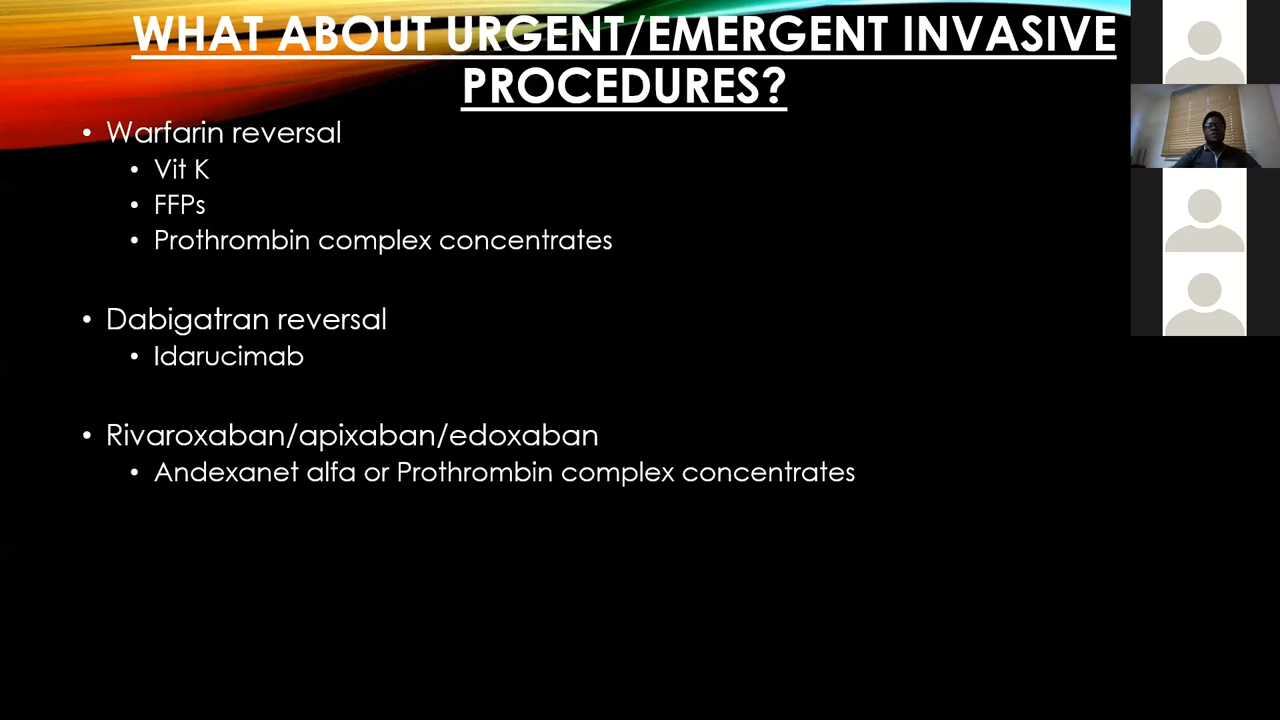 WHAT ABOUT URGENT/EMERGENT INVASIVE
PROCEDURES?
• Warfarin reversal
• Vit K
• FFPs
• Prothrombin complex concentrates
• Dabigatran reversal
• Idarucimab
• Rivaroxaban/apixaban/edoxaban
• Andexanet alfa or Prothrombin complex concentrates